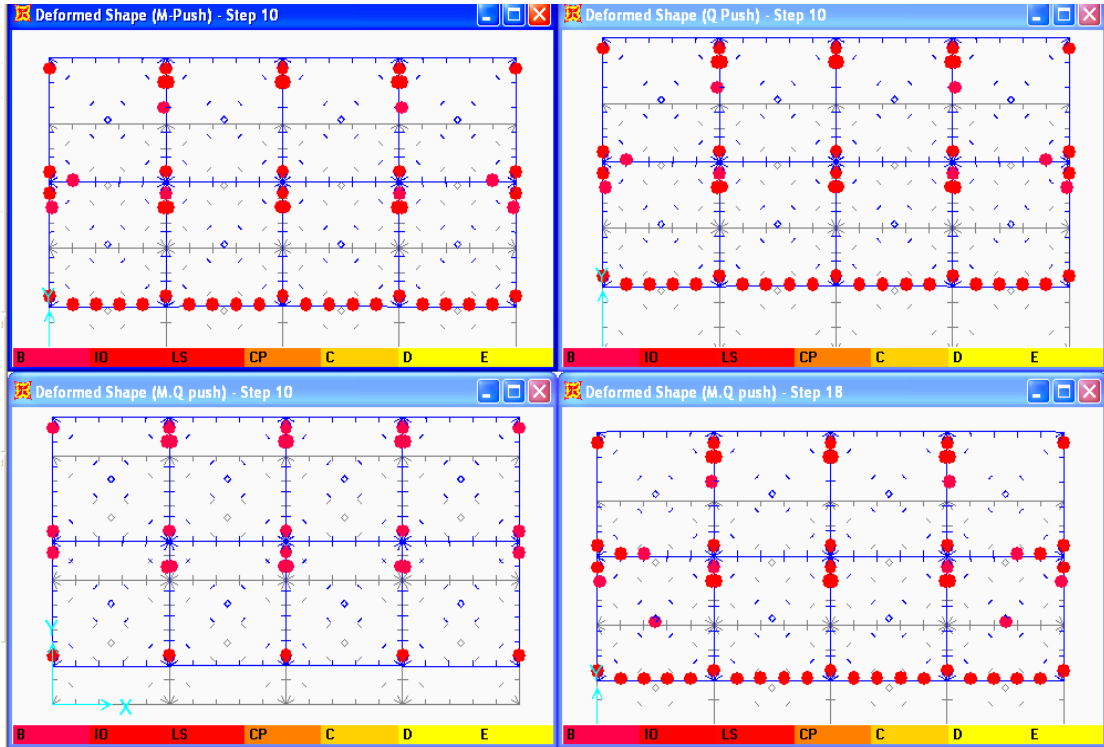 Deformed Shape (M-Push) - Step 10
Y
B IO LS CP C D E
Deformed Shape (Q Push) - Step 10
Y
B IO LS CP C D E
Deformed Shape (M.Q push) - Step 10
Y
X
B IO LS CP C D E
Deformed Shape (M.Q push) - Step 18
Y
B IO LS CP C D E